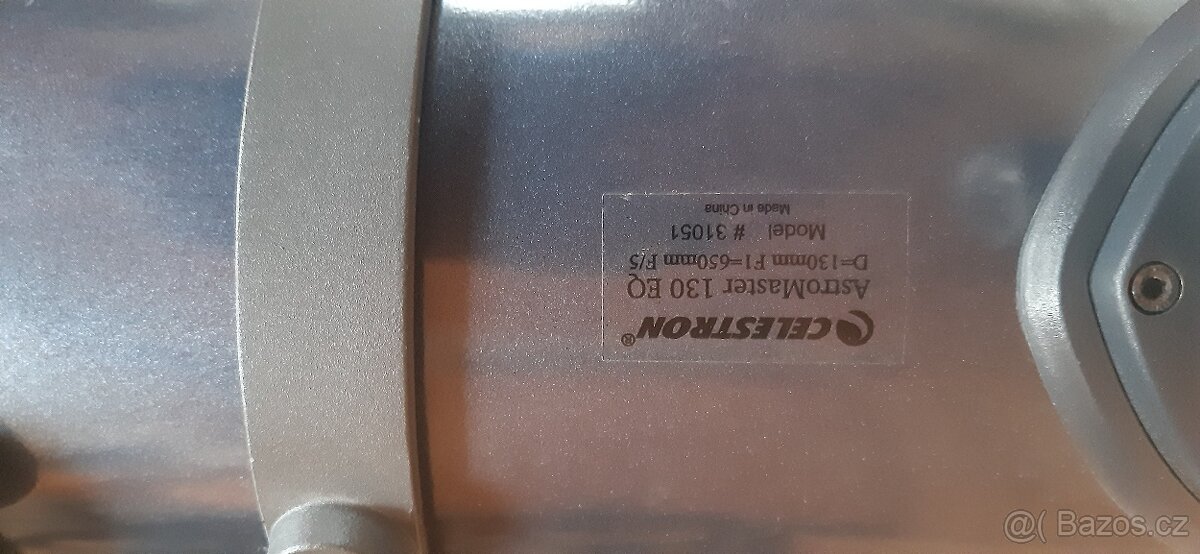 CELESTRON®
AstroMaster 130 EQ
D=130mm F1=650mm F/5
Model # 31051
Made in China
@( Bazos.cz